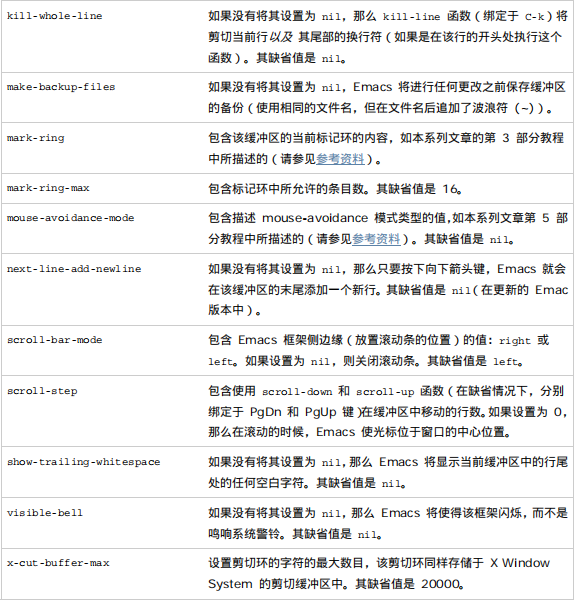 kill-whole-line
如果没有将其设置为 nil，那么 kill-line 函数（绑定于 C-k）将
剪切当前行以及 其尾部的换行符（如果是在该行的开头处执行这个
函数）。其缺省值是 nil。
make-backup-files
如果没有将其设置为 nil，Emacs 将进行任何更改之前保存缓冲区
的备份（使用相同的文件名，但在文件名后追加了波浪符 (~)）。
mark-ring
包含该缓冲区的当前标记环的内容，如本系列文章的第 3 部分教程
中所描述的（请参见参考资料）。
mark-ring-max
包含标记环中所允许的条目数。其缺省值是 16。
mouse-avoidance-mode
包含描述 mouse-avoidance 模式类型的值，如本系列文章第 5 部
分教程中所描述的（请参见参考资料）。其缺省值是 nil。
next-line-add-newline
如果没有将其设置为 nil，那么只要按下向下箭头键，Emacs 就会
在该缓冲区的末尾添加一个新行。其缺省值是 nil（在更新的 Emac
版本中）。
scroll-bar-mode
包含 Emacs 框架侧边缘（放置滚动条的位置）的值：right 或
left。如果设置为 nil，则关闭滚动条。其缺省值是 left。
scroll-step
包含使用 scroll-down 和 scroll-up 函数（在缺省情况下，分别
绑定于 PgDn 和 PgUp 键）在缓冲区中移动的行数。如果设置为 0，
那么在滚动的时候，Emacs 使光标位于窗口的中心位置。
show-trailing-whitespace
如果没有将其设置为 nil，那么 Emacs 将显示当前缓冲区中的行尾
处的任何空白字符。其缺省值是 nil。
visible-bell
如果没有将其设置为 nil，那么 Emacs 将使得该框架闪烁，而不是
鸣响系统警铃。其缺省值是 nil。
x-cut-buffer-max
设置剪切环的字符的最大数目，该剪切环同样存储于 X Window
System 的剪切缓冲区中。其缺省值是 20000。